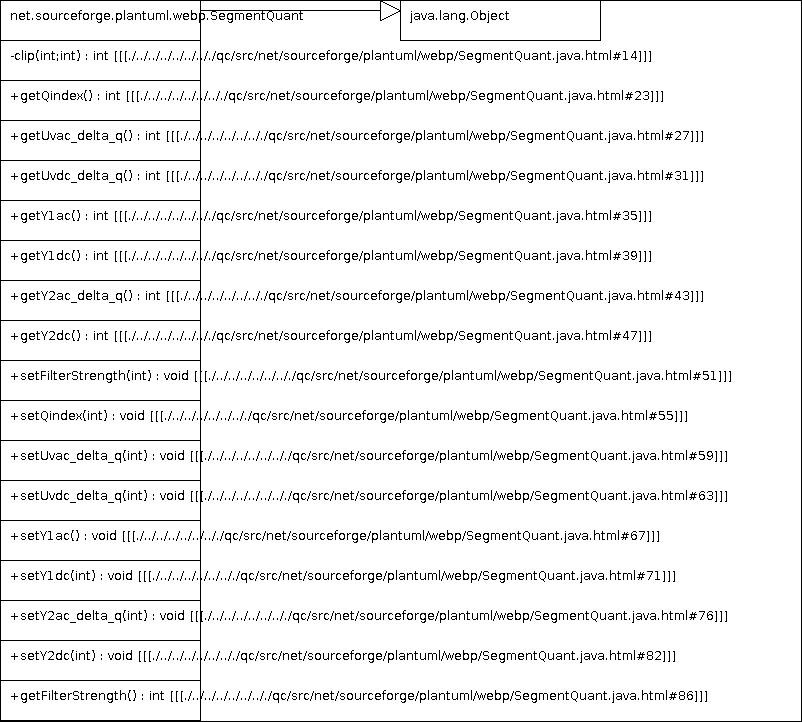 net.sourceforge.plantuml.webp.SegmentQuant
java.lang.Object
-clip(int;int) : int [[[./../../../../../../../qc/src/net/sourceforge/plantuml/webp/SegmentQuant.java.html#14]]]
+getQindex() : int [[[./../../../../../../../qc/src/net/sourceforge/plantuml/webp/SegmentQuant.java.html#23]]]
+getUvac_delta_q() : int [[[./../../../../../../../qc/src/net/sourceforge/plantuml/webp/SegmentQuant.java.html#27]]]
+getUvdc_delta_q() : int [[[./../../../../../../../qc/src/net/sourceforge/plantuml/webp/SegmentQuant.java.html#31]]]
+getY1ac() : int [[[./../../../../../../../qc/src/net/sourceforge/plantuml/webp/SegmentQuant.java.html#35]]]
+getY1dc() : int [[[./../../../../../../../qc/src/net/sourceforge/plantuml/webp/SegmentQuant.java.html#39]]]
+getY2ac_delta_q() : int [[[./../../../../../../../qc/src/net/sourceforge/plantuml/webp/SegmentQuant.java.html#43]]]
+getY2dc() : int [[[./../../../../../../../qc/src/net/sourceforge/plantuml/webp/SegmentQuant.java.html#47]]]
+setFilterStrength(int) : void [[[./../../../../../../../qc/src/net/sourceforge/plantuml/webp/SegmentQuant.java.html#51]]]
+setQindex(int) : void [[[./../../../../../../../qc/src/net/sourceforge/plantuml/webp/SegmentQuant.java.html#55]]]
+setUvac_delta_q(int) : void [[[./../../../../../../../qc/src/net/sourceforge/plantuml/webp/SegmentQuant.java.html#59]]]
+setUvdc_delta_q(int) : void [[[./../../../../../../../qc/src/net/sourceforge/plantuml/webp/SegmentQuant.java.html#63]]]
+setY1ac() : void [[[./../../../../../../../qc/src/net/sourceforge/plantuml/webp/SegmentQuant.java.html#67]]]
+setY1dc(int) : void [[[./../../../../../../../qc/src/net/sourceforge/plantuml/webp/SegmentQuant.java.html#71]]]
+setY2ac_delta_q(int) : void [[[./../../../../../../../qc/src/net/sourceforge/plantuml/webp/SegmentQuant.java.html#76]]]
+setY2dc(int) : void [[[./../../../../../../../qc/src/net/sourceforge/plantuml/webp/SegmentQuant.java.html#82]]]
+getFilterStrength() : int [[[./../../../../../../../qc/src/net/sourceforge/plantuml/webp/SegmentQuant.java.html#86]]]